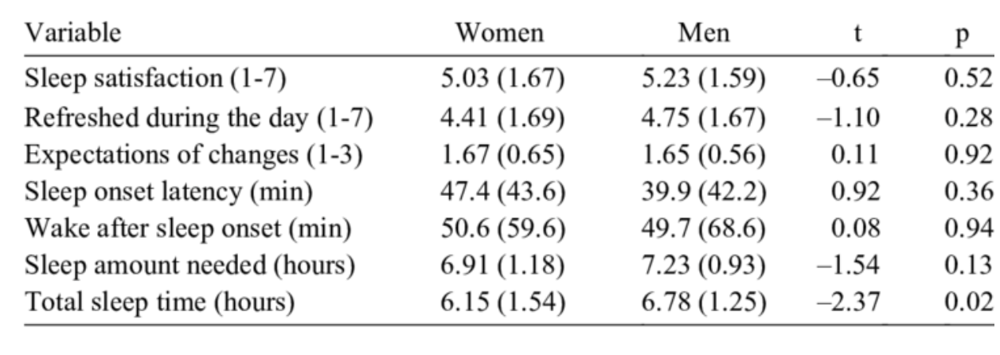 Variable Women Men t p
Sleep satisfaction (1-7) 5.03 (1.67) 5.23 (1.59) –0.65 0.52
Refreshed during the day (1-7) 4.41 (1.69) 4.75 (1.67) –1.10 0.28
Expectations of changes (1-3) 1.67 (0.65) 1.65 (0.56) 0.11 0.92
Sleep onset latency (min) 47.4 (43.6) 39.9 (42.2) 0.92 0.36
Wake after sleep onset (min) 50.6 (59.6) 49.7 (68.6) 0.08 0.94
Sleep amount needed (hours) 6.91 (1.18) 7.23 (0.93) –1.54 0.13
Total sleep time (hours) 6.15 (1.54) 6.78 (1.25) –2.37 0.02